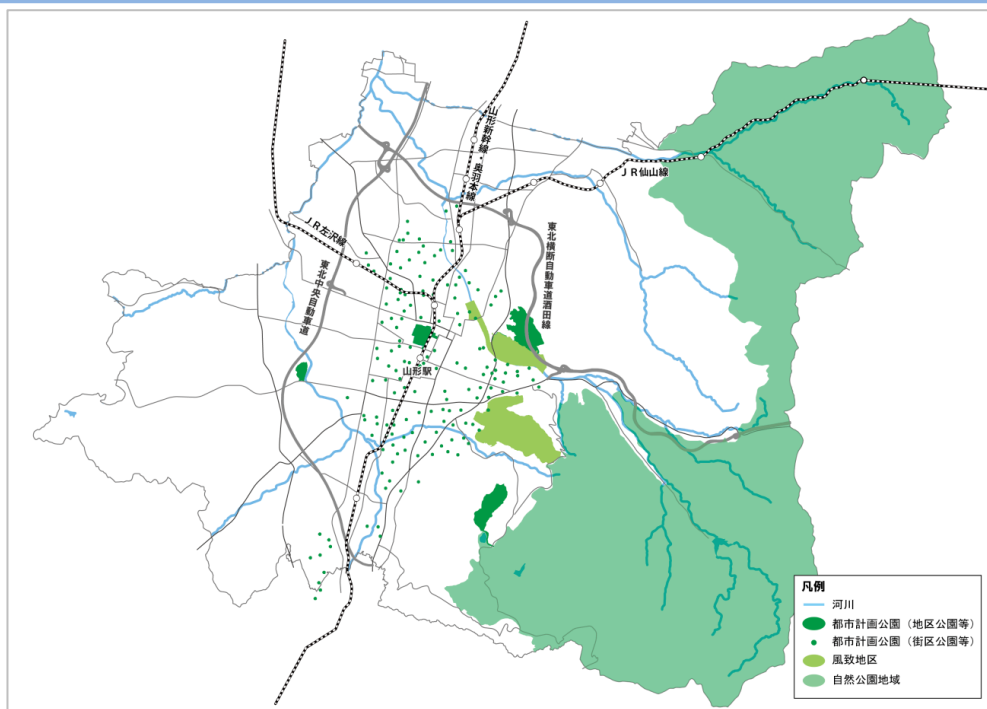 山形新幹線・奥羽本線
JR仙山線
JR左沢線
東北中央自動車道
東北横断自動車道酒田線
山形駅
凡例
河川
都市計画公園（地区公園等）
都市計画公園（街区公園等）
風致地区
自然公園地域